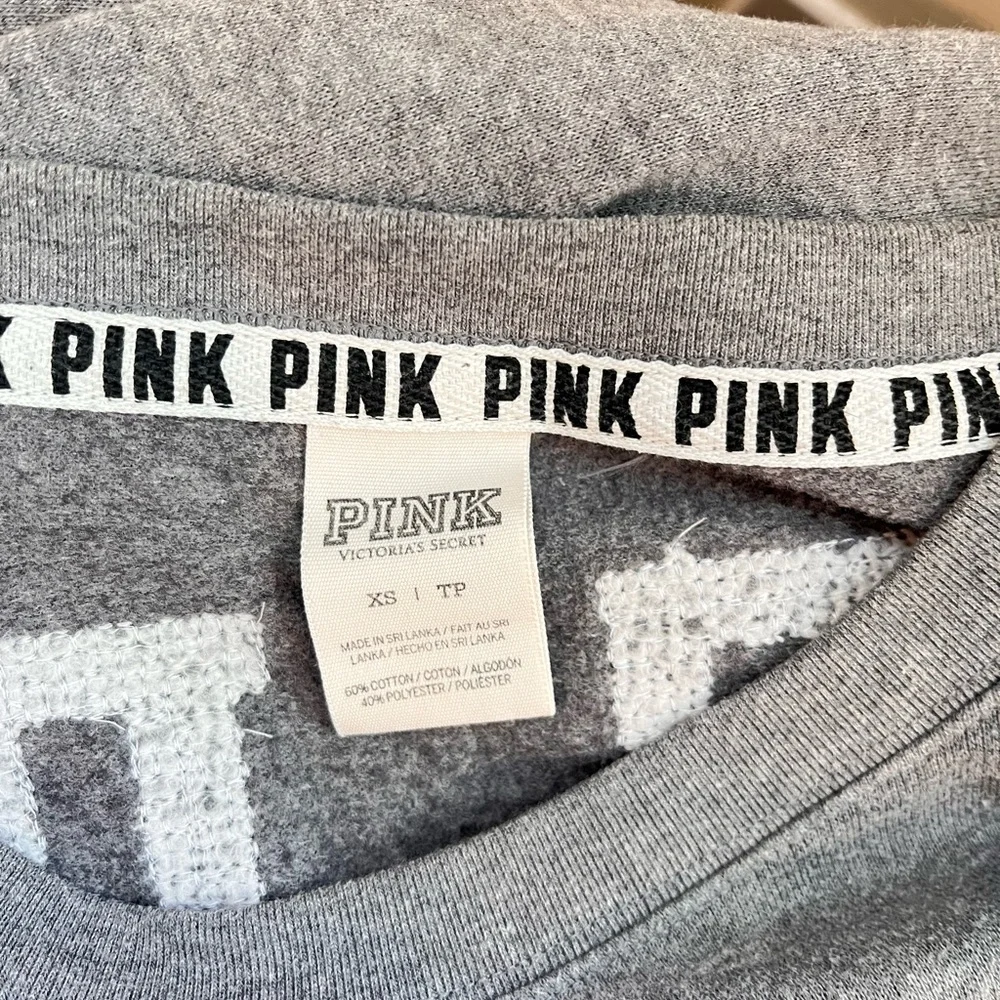 K PINK PINK PINK PINK PIN
PINK
VICTORIA'S SECRET
XS | TP
MADE IN SRI LANKA / FAIT AU SRI
LANKA / HECHO EN SRI LANKA
60% COTTON / COTON / ALGODÓN
40% POLYESTER / POLIÉSTER